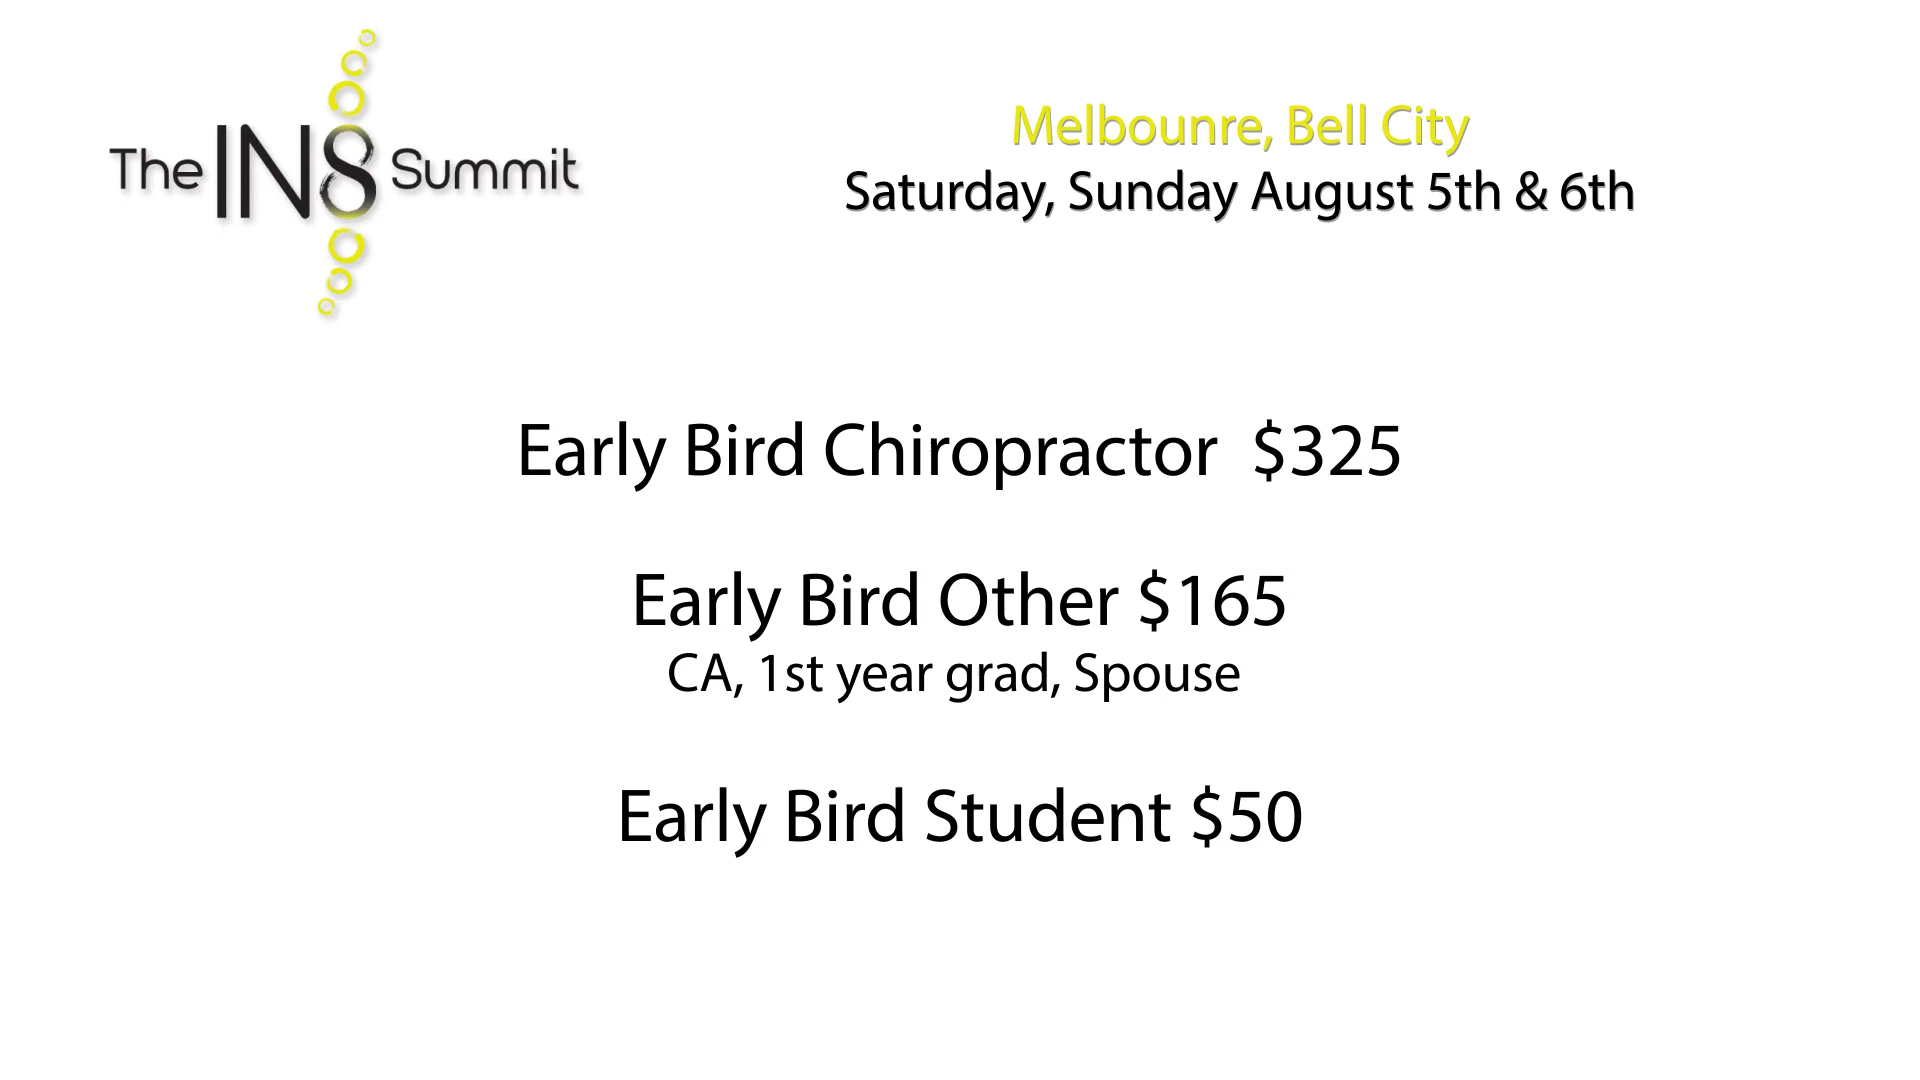 The IN8 Summit
Melbounre, Bell City
Saturday, Sunday August 5th & 6th
Early Bird Chiropractor $325
Early Bird Other $165
CA, 1st year grad, Spouse
Early Bird Student $50